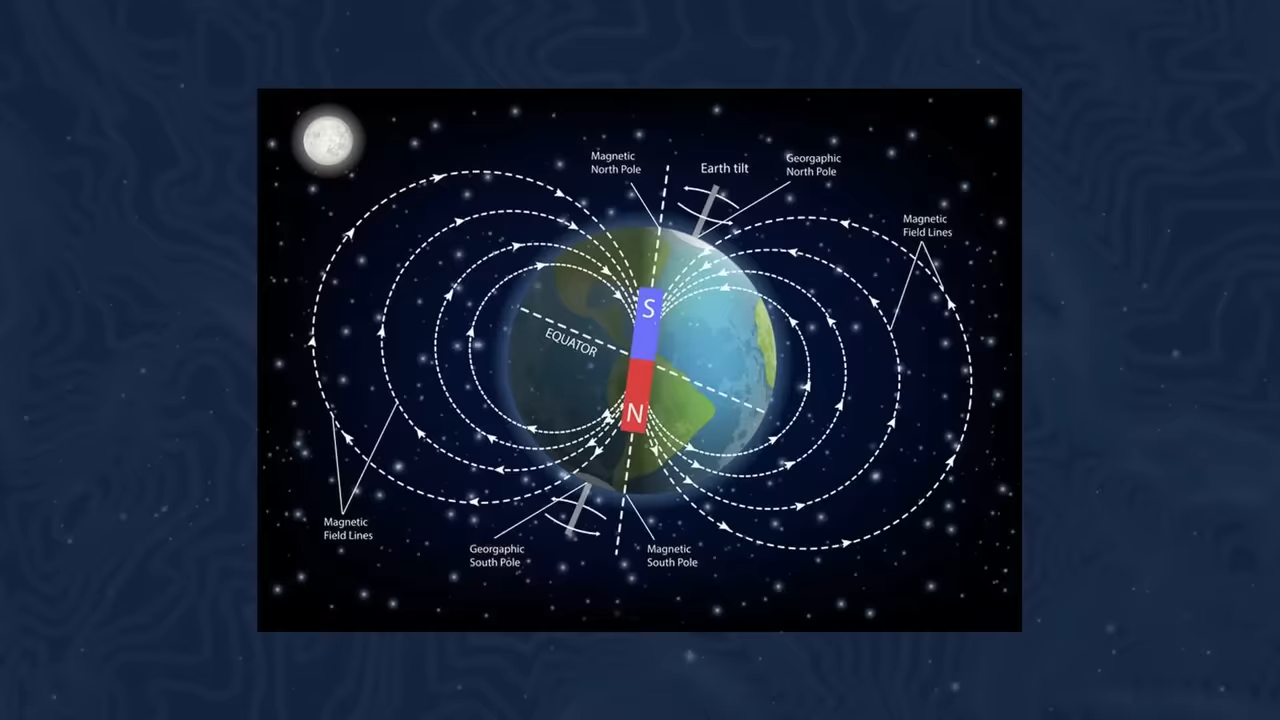 Magnetic
North Pole
Earth tilt
Georgaphic
North Pole
Magnetic
Field Lines
S
EQUATOR
N
Magnetic
Field Lines
Georgaphic
South Pole
Magnetic
South Pole